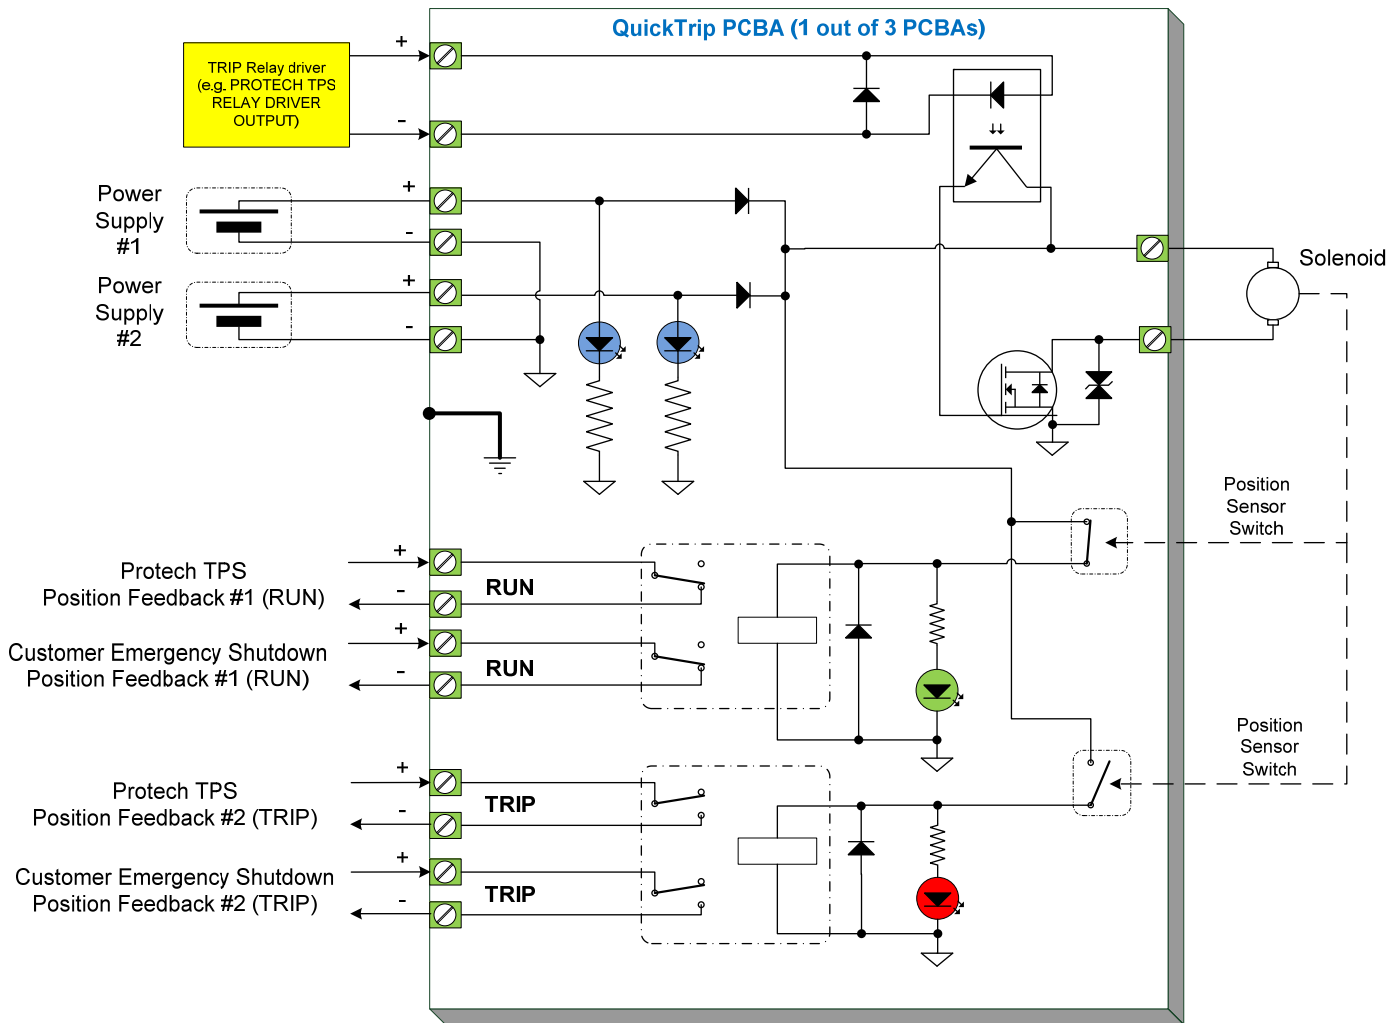 QuickTrip PCBA (1 out of 3 PCBAs)
TRIP Relay driver
(e.g. PROTECH TPS
RELAY DRIVER
OUTPUT)
+
-
Power
Supply
#1
+
-
Power
Supply
#2
+
-
Solenoid
Position
Sensor
Switch
Protech TPS
Position Feedback #1 (RUN)
+
-
RUN
Customer Emergency Shutdown
Position Feedback #1 (RUN)
+
-
RUN
Position
Sensor
Switch
Protech TPS
Position Feedback #2 (TRIP)
+
-
TRIP
Customer Emergency Shutdown
Position Feedback #2 (TRIP)
+
-
TRIP